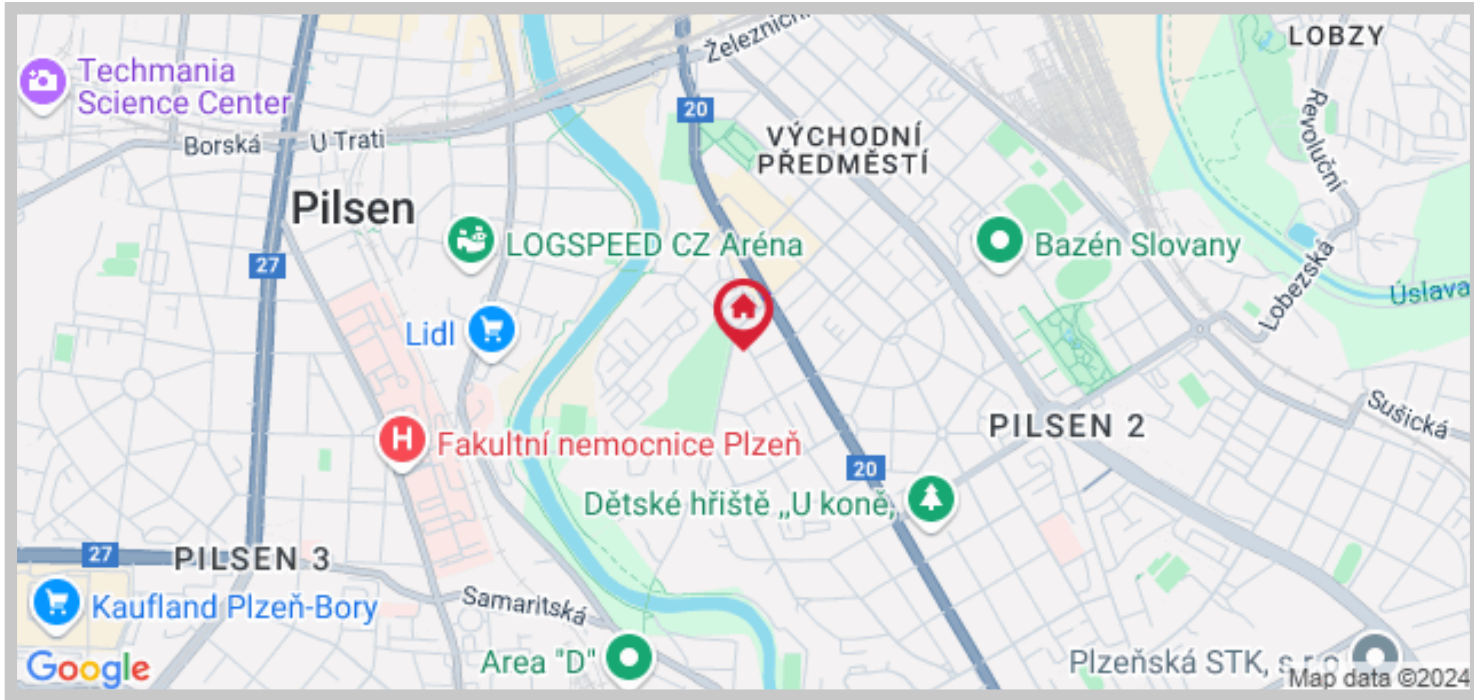 LOBZY
Železniční
Techmania
Science Center
20
Revoluční
VÝCHODNÍ
PŘEDMĚSTÍ
Borská
U Trati
Pilsen
LOGSPEED CZ Aréna
Bazén Slovany
27
Lobezská
Úslava
Lidl
Sušická
PILSEN 2
H
Fakultní nemocnice Plzeň
20
Dětské hřiště „U koně,
27
PILSEN 3
Kaufland Plzeň-Bory
Samaritská
Area "D"
Plzeňská STK, s.r.o
Google
Map data ©2024